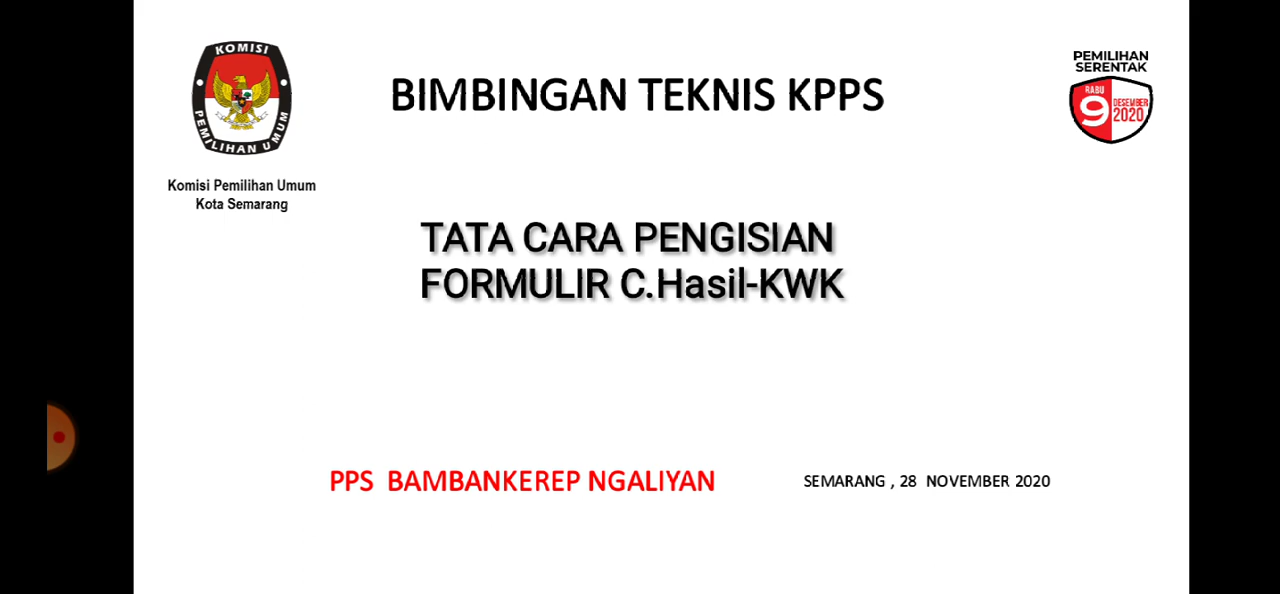 KOMISI
PEMILIHAN UMUM
Komisi Pemilihan Umum
Kota Semarang
BIMBINGAN TEKNIS KPPS
PEMILIHAN
SERENTAK
RABU
9
DESEMBER
2020
TATA CARA PENGISIAN
FORMULIR C.Hasil-KWK
PPS BAMBANKEREP NGALIYAN
SEMARANG , 28 NOVEMBER 2020